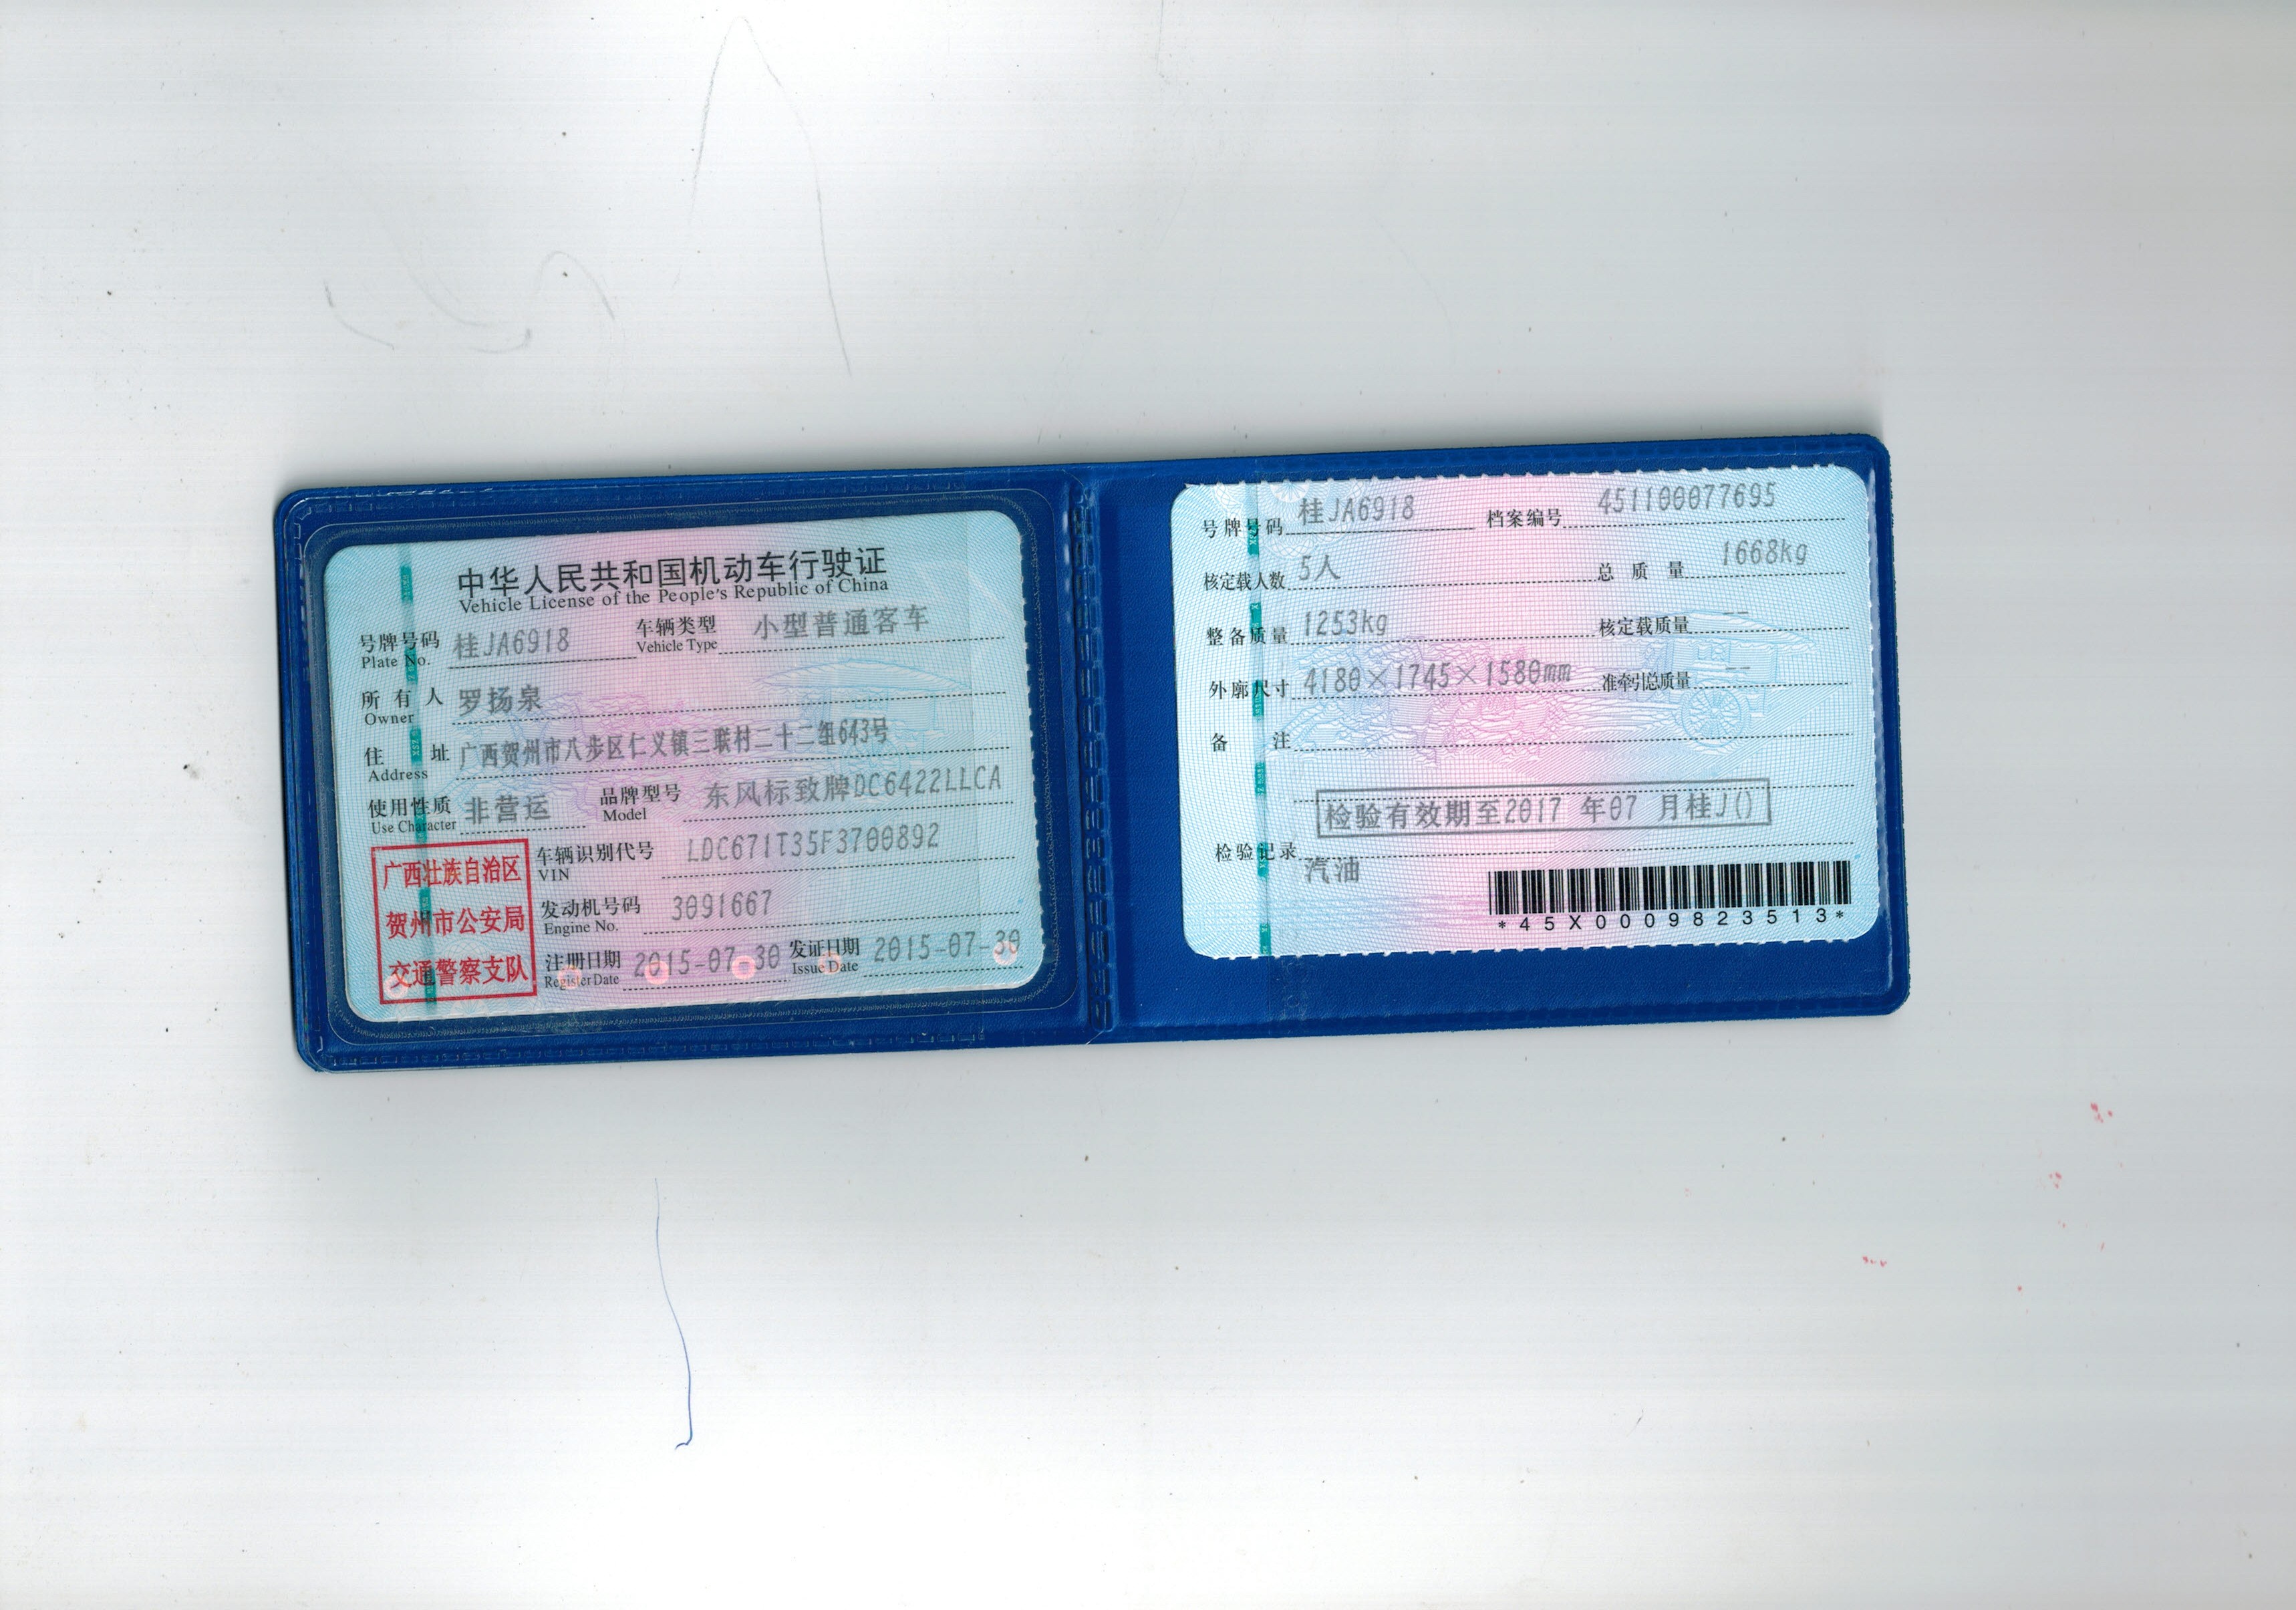 中华人民共和国机动车行驶证
Vehicle License of the People's Republic of China
号牌号码 桂JA6918 车辆类型 小型普通客车
Plate No. Vehicle Type
所有人 罗扬泉
Owner
住址 广西贺州市八步区仁义镇三联村二十二组643号
Address
使用性质 非营运 品牌型号 东风标致牌DC6422LLCA
Use Character Model
广西壮族自治区
贺州市公安局
交通警察支队
车辆识别代号 LDC671T35F3700892
VIN
发动机号码 3091667
Engine No.
注册日期 2015-07-30 发证日期 2015-07-30
Register Date Issue Date
号牌号码 桂JA6918 档案编号 451100077695
核定载人数 5人 总质量 1668kg
整备质量 1253kg 核定载质量 --
外廓尺寸 4180×1745×1580mm 准牵引总质量 --
备注
检验有效期至2017 年07 月桂J()
检验记录
汽油
*45X0009823513*